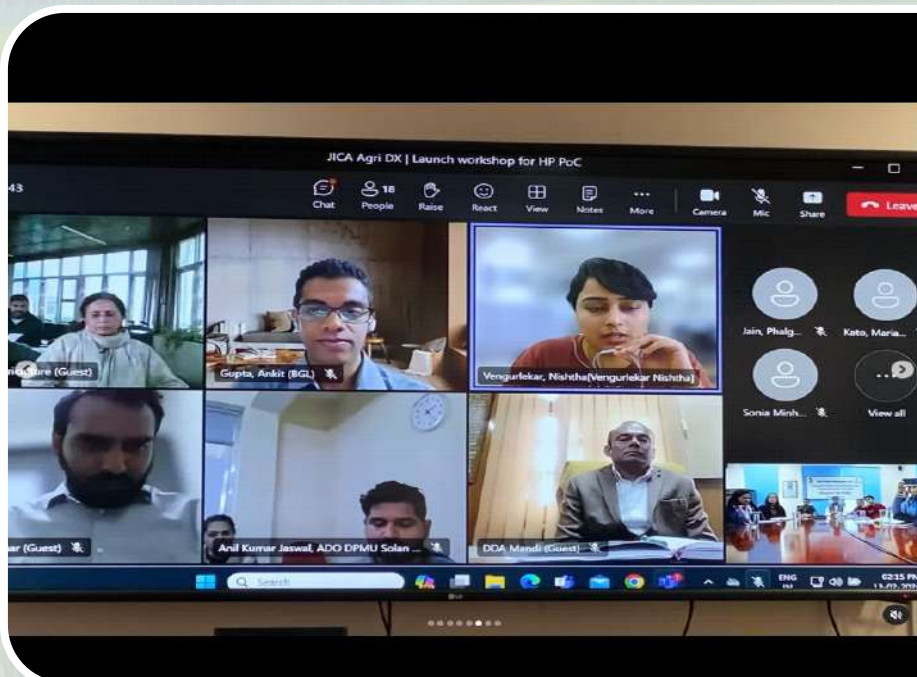 JICA Agri DX | Launch workshop for HP PoC
43
18
Chat
People
Raise
React
View
Notes
More
Camera
Mic
Share
Leave
(Guest)
Gupta, Ankit (BGL)
Vengurlekar, Nishtha[Vengurlekar Nishtha]
Jain, Phalg...
Kato, Maria...
Sonia Minh...
View all
(Guest)
Anil Kumar Jaswal, ADO DPMU Solan ...
DDA Mandi (Guest)
Search
ENG
02:15 PM
LG